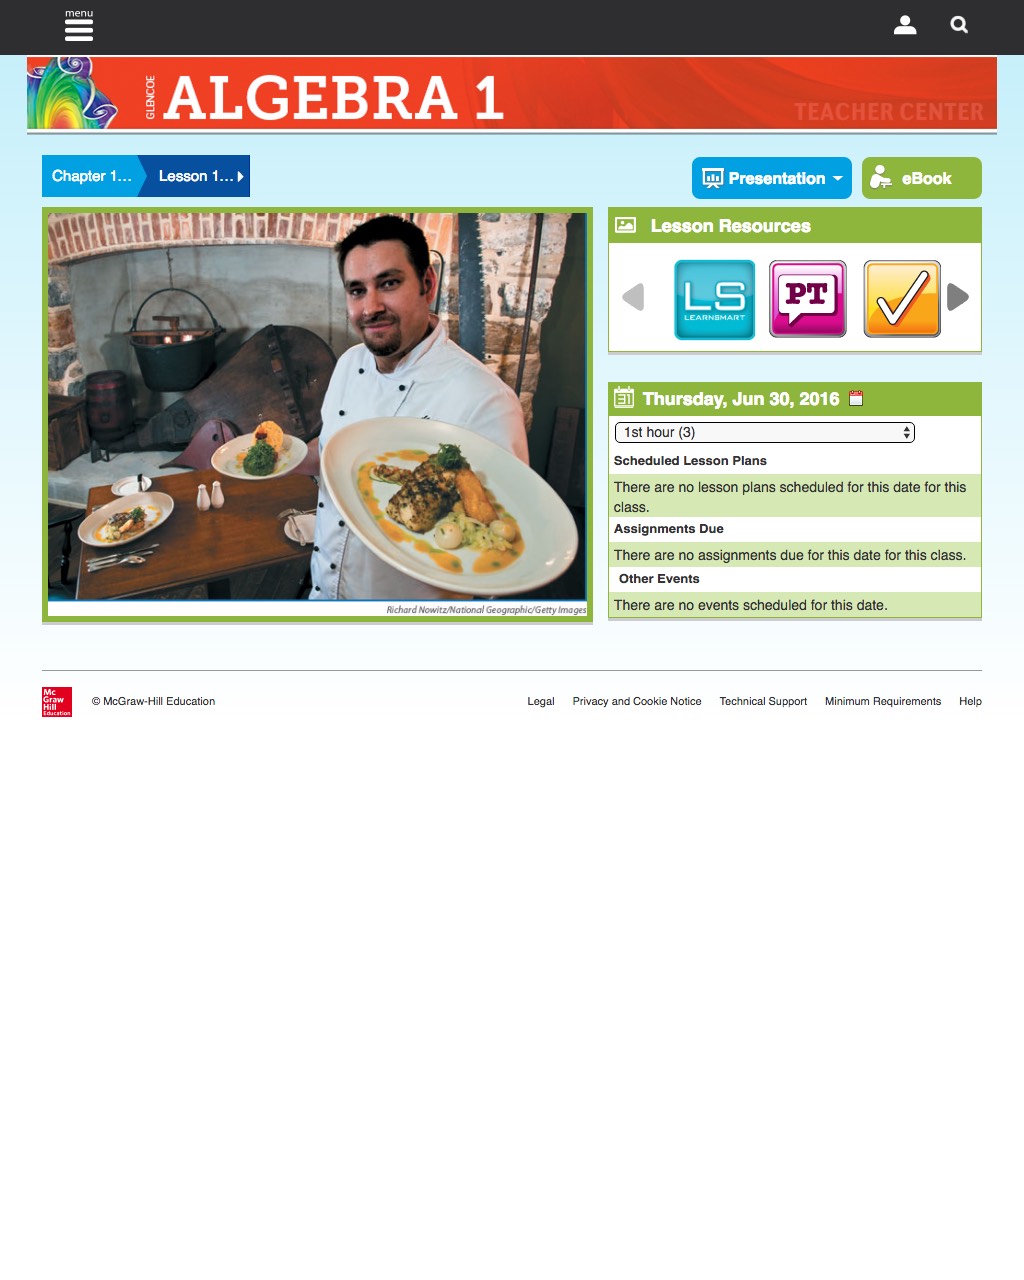 menu
GLENCOE
ALGEBRA 1
TEACHER CENTER
Chapter 1...
Lesson 1...
Presentation
eBook
Lesson Resources
LS
LEARNSMART
PT
31
Thursday, Jun 30, 2016
1st hour (3)
Scheduled Lesson Plans
There are no lesson plans scheduled for this date for this
class.
Assignments Due
There are no assignments due for this date for this class.
Other Events
There are no events scheduled for this date.
Richard Nowitz/National Geographic/Getty Images
Mc
Graw
Hill
Education
© McGraw-Hill Education
Legal
Privacy and Cookie Notice
Technical Support
Minimum Requirements
Help